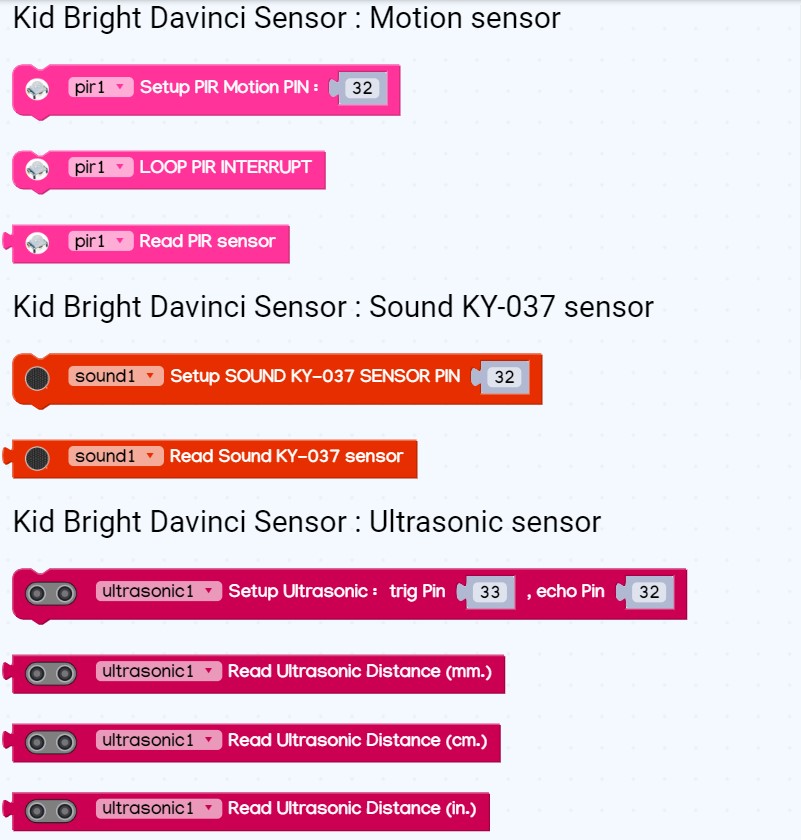 Kid Bright Davinci Sensor : Motion sensor
pir1 Setup PIR Motion PIN : 32
pir1 LOOP PIR INTERRUPT
pir1 Read PIR sensor
Kid Bright Davinci Sensor : Sound KY-037 sensor
sound1 Setup SOUND KY-037 SENSOR PIN 32
sound1 Read Sound KY-037 sensor
Kid Bright Davinci Sensor : Ultrasonic sensor
ultrasonic1 Setup Ultrasonic : trig Pin 33 , echo Pin 32
ultrasonic1 Read Ultrasonic Distance (mm.)
ultrasonic1 Read Ultrasonic Distance (cm.)
ultrasonic1 Read Ultrasonic Distance (in.)